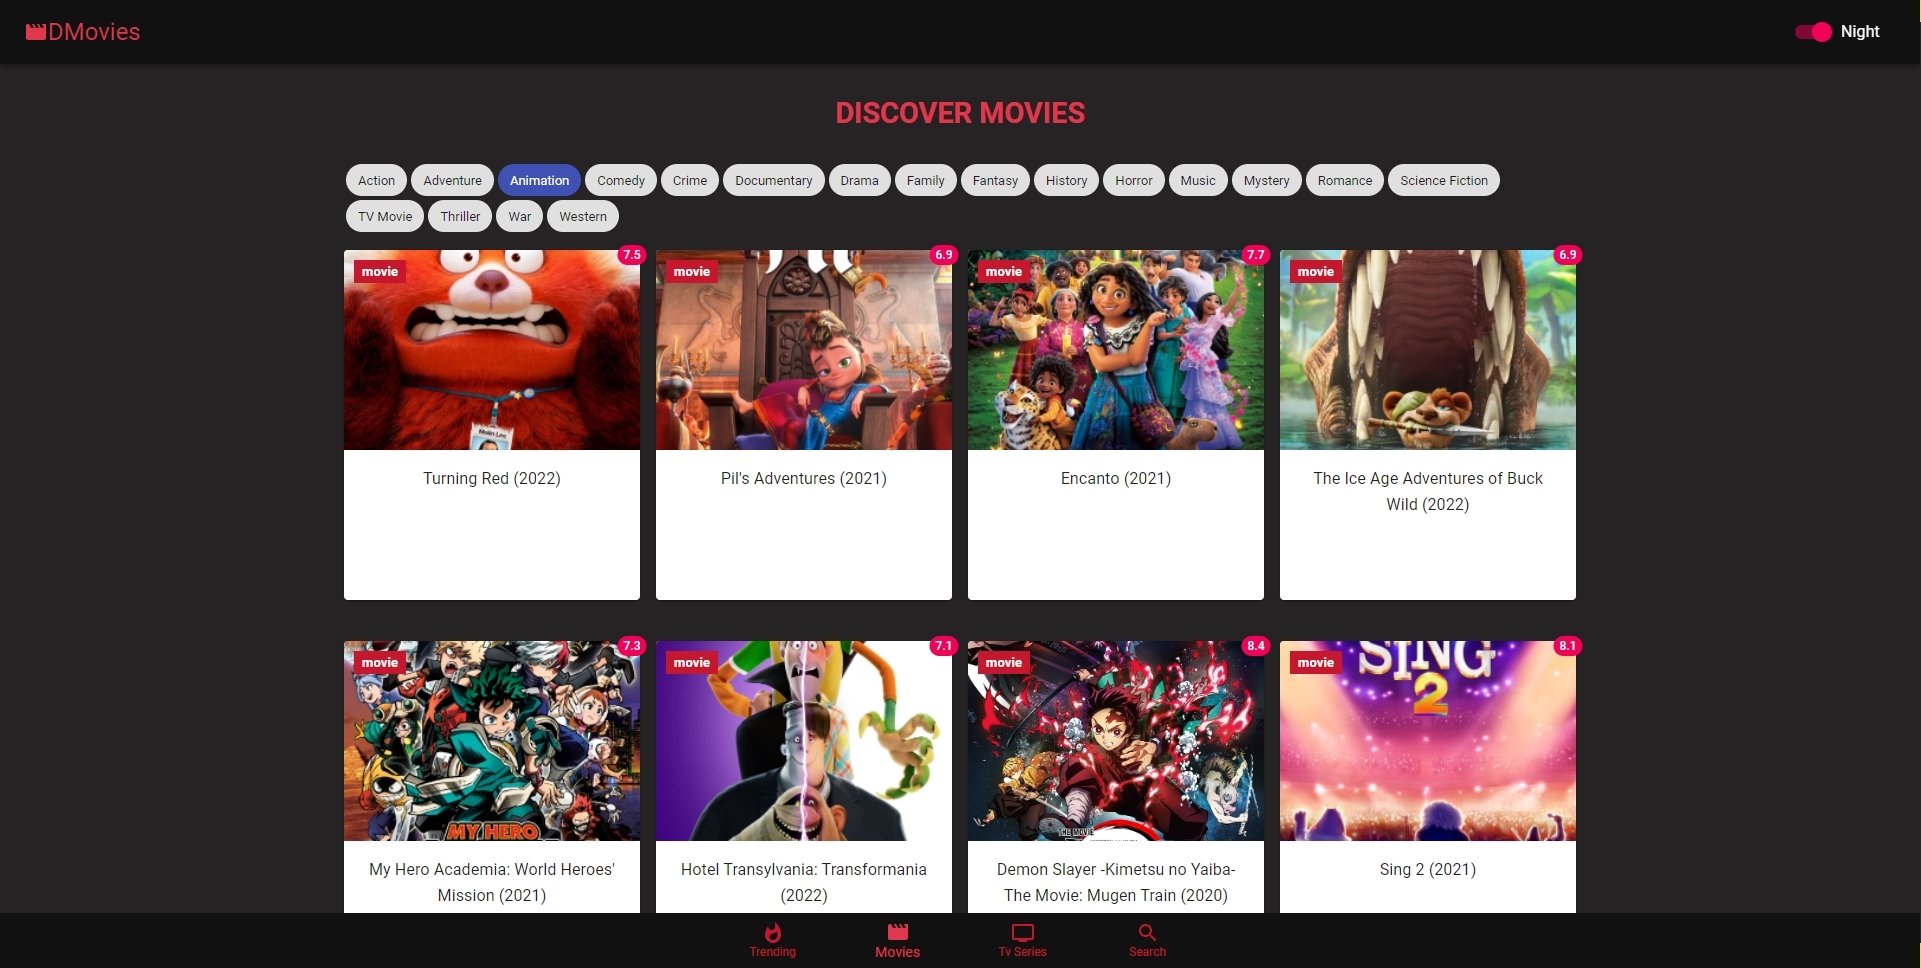 DMovies
Night
DISCOVER MOVIES
Action Adventure Animation Comedy Crime Documentary Drama Family Fantasy History Horror Music Mystery Romance Science Fiction
TV Movie Thriller War Western
movie 7.5 movie 6.9 movie 7.7 movie 6.9
Turning Red (2022)
Pil's Adventures (2021)
Encanto (2021)
The Ice Age Adventures of Buck
Wild (2022)
movie 7.3 movie 7.1 movie 8.4 movie 8.1
SING
2
MY HERO
THE MOVIE
My Hero Academia: World Heroes'
Mission (2021)
Hotel Transylvania: Transformania
(2022)
Demon Slayer -Kimetsu no Yaiba-
The Movie: Mugen Train (2020)
Sing 2 (2021)
Trending Movies Tv Series Search